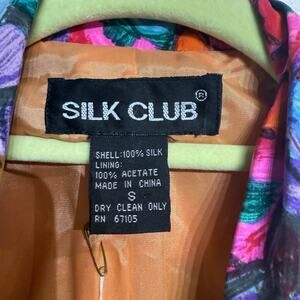 SILK CLUB®
SHELL:100% SILK
LINING:
100% ACETATE
MADE IN CHINA
S
DRY CLEAN ONLY
RN 67105